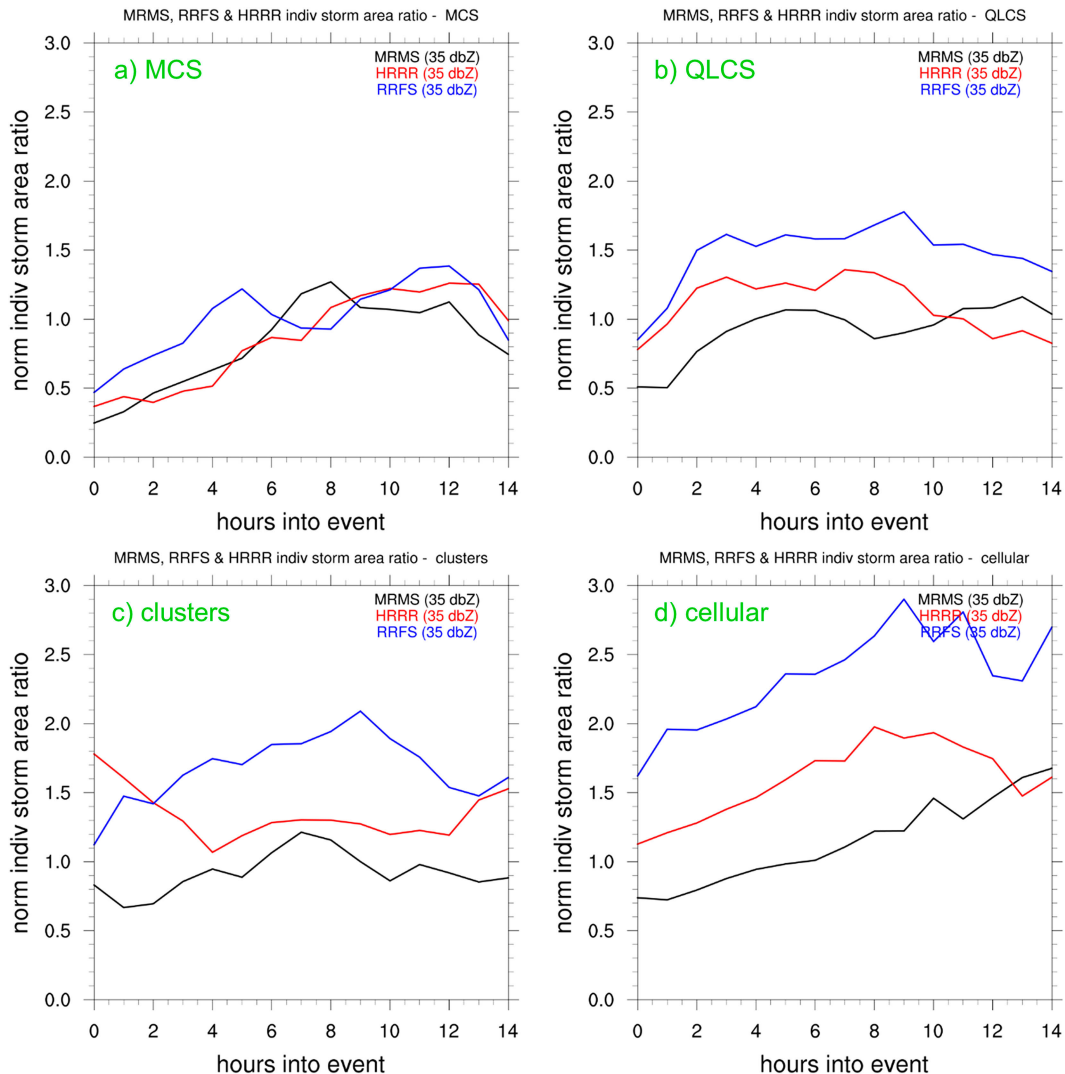 MRMS, RRFS & HRRR indiv storm area ratio - MCS
a) MCS
MRMS (35 dbZ)
HRRR (35 dbZ)
RRFS (35 dbZ)
norm indiv storm area ratio
3.0
2.5
2.0
1.5
1.0
0.5
0.0
0 2 4 6 8 10 12 14
hours into event
MRMS, RRFS & HRRR indiv storm area ratio - QLCS
b) QLCS
MRMS (35 dbZ)
HRRR (35 dbZ)
RRFS (35 dbZ)
norm indiv storm area ratio
3.0
2.5
2.0
1.5
1.0
0.5
0.0
0 2 4 6 8 10 12 14
hours into event
MRMS, RRFS & HRRR indiv storm area ratio - clusters
c) clusters
MRMS (35 dbZ)
HRRR (35 dbZ)
RRFS (35 dbZ)
norm indiv storm area ratio
3.0
2.5
2.0
1.5
1.0
0.5
0.0
0 2 4 6 8 10 12 14
hours into event
MRMS, RRFS & HRRR indiv storm area ratio - cellular
d) cellular
MRMS (35 dbZ)
HRRR (35 dbZ)
RRFS (35 dbZ)
norm indiv storm area ratio
3.0
2.5
2.0
1.5
1.0
0.5
0.0
0 2 4 6 8 10 12 14
hours into event